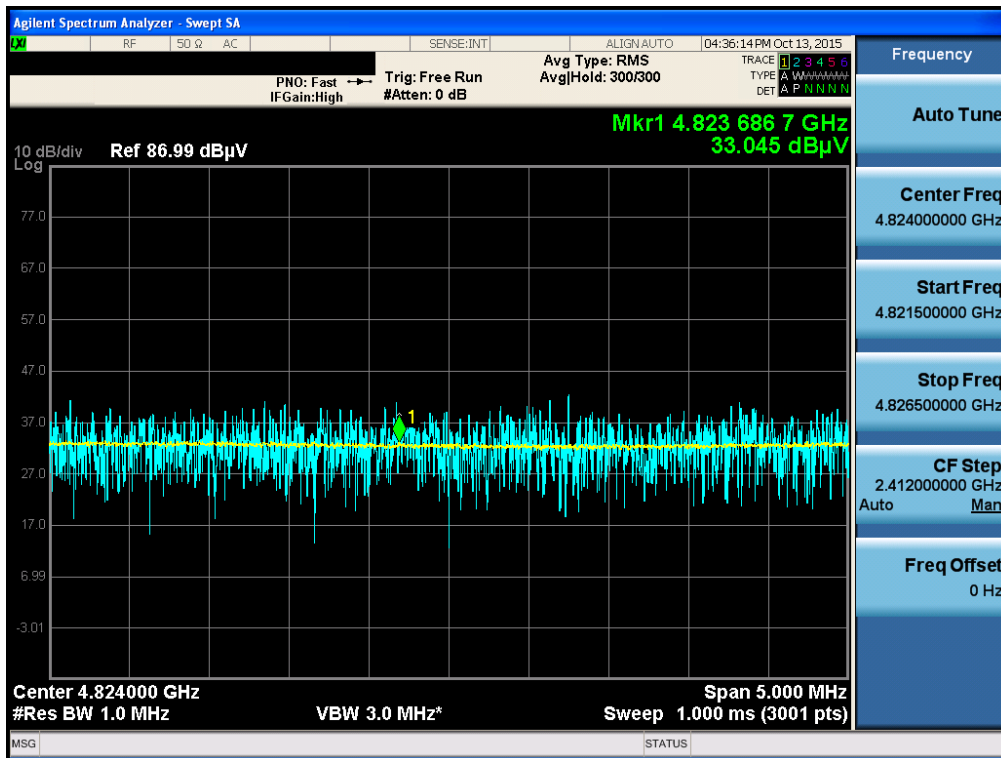 Agilent Spectrum Analyzer - Swept SA
LXI RF 50 Ω AC SENSE:INT ALIGN AUTO 04:36:14 PM Oct 13, 2015
PNO: Fast
IFGain:High
Trig: Free Run
#Atten: 0 dB
Avg Type: RMS
Avg|Hold: 300/300
TRACE 1 2 3 4 5 6
TYPE A WWWWW
DET A P N N N N
Mkr1 4.823 686 7 GHz
33.045 dBµV
10 dB/div Ref 86.99 dBµV
Log
77.0
67.0
57.0
47.0
37.0
27.0
17.0
6.99
-3.01
1
Center 4.824000 GHz Span 5.000 MHz
#Res BW 1.0 MHz VBW 3.0 MHz* Sweep 1.000 ms (3001 pts)
MSG STATUS
Frequency
Auto Tune
Center Freq
4.824000000 GHz
Start Freq
4.821500000 GHz
Stop Freq
4.826500000 GHz
CF Step
2.412000000 GHz
Auto Man
Freq Offset
0 Hz